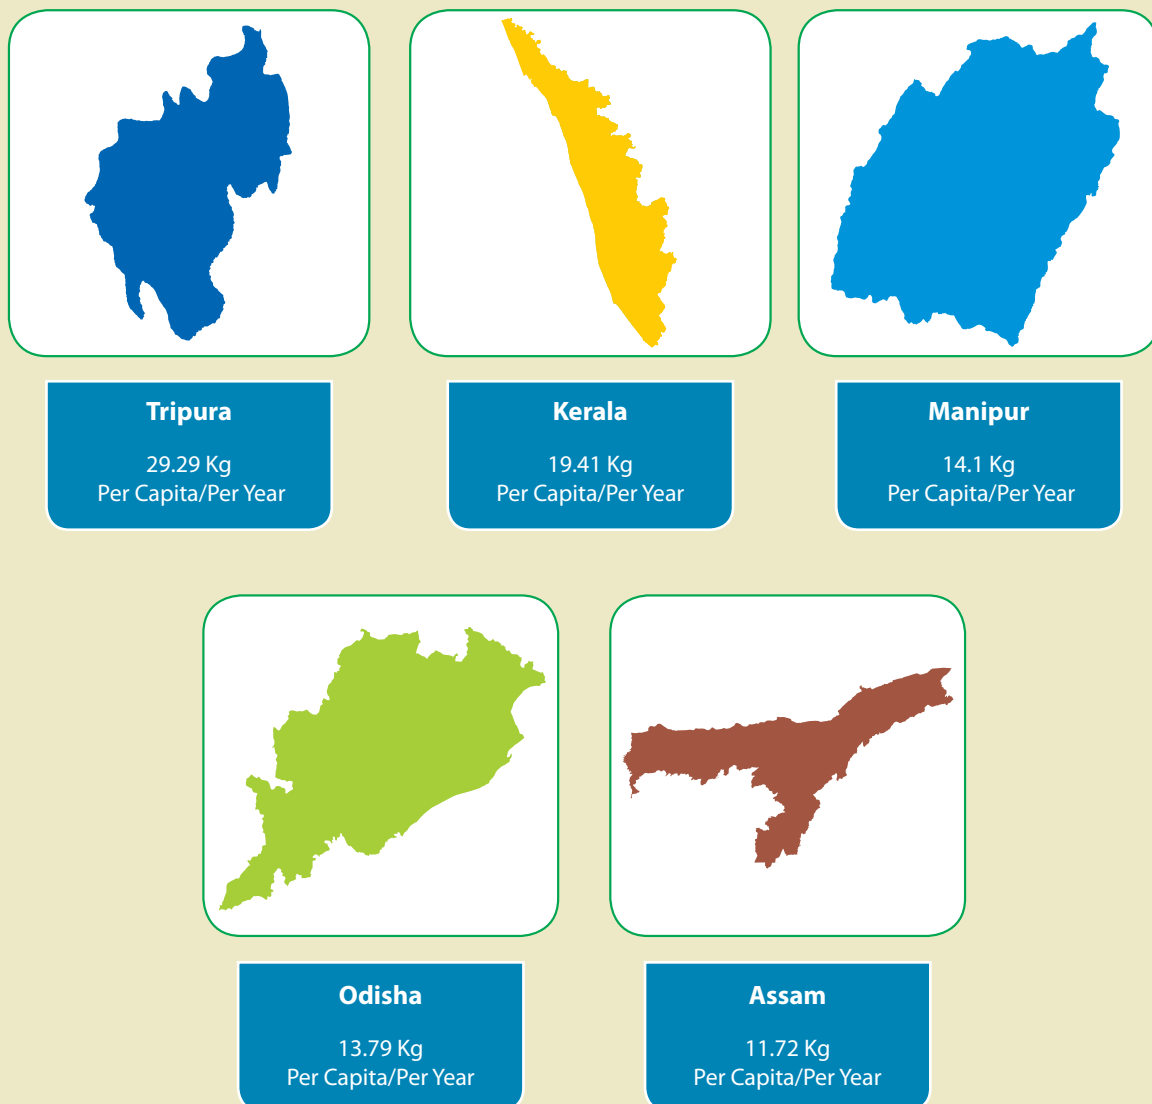 Tripura
29.29 Kg
Per Capita/Per Year
Kerala
19.41 Kg
Per Capita/Per Year
Manipur
14.1 Kg
Per Capita/Per Year
Odisha
13.79 Kg
Per Capita/Per Year
Assam
11.72 Kg
Per Capita/Per Year